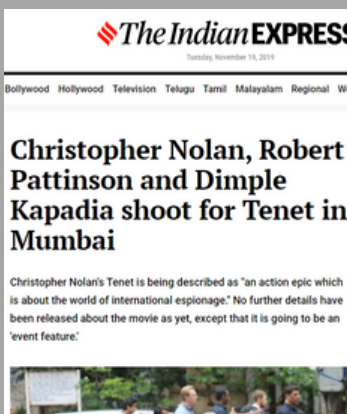 The Indian EXPRESS
Tuesday, November 19, 2019
Bollywood Hollywood Television Telugu Tamil Malayalam Regional
Christopher Nolan, Robert
Pattinson and Dimple
Kapadia shoot for Tenet in
Mumbai
Christopher Nolan's Tenet is being described as "an action epic which
is about the world of international espionage." No further details have
been released about the movie as yet, except that it is going to be an
'event feature.'